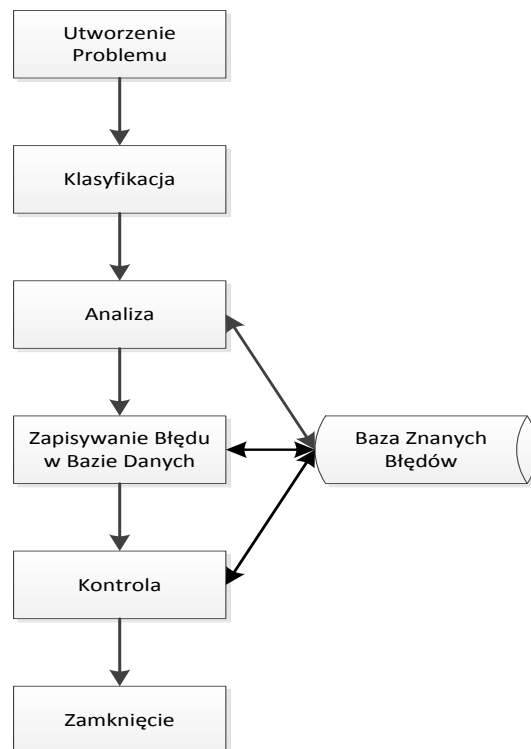 Utworzenie
Problemu
Klasyfikacja
Analiza
Zapisywanie Błędu
w Bazie Danych
Baza Znanych
Błędów
Kontrola
Zamknięcie